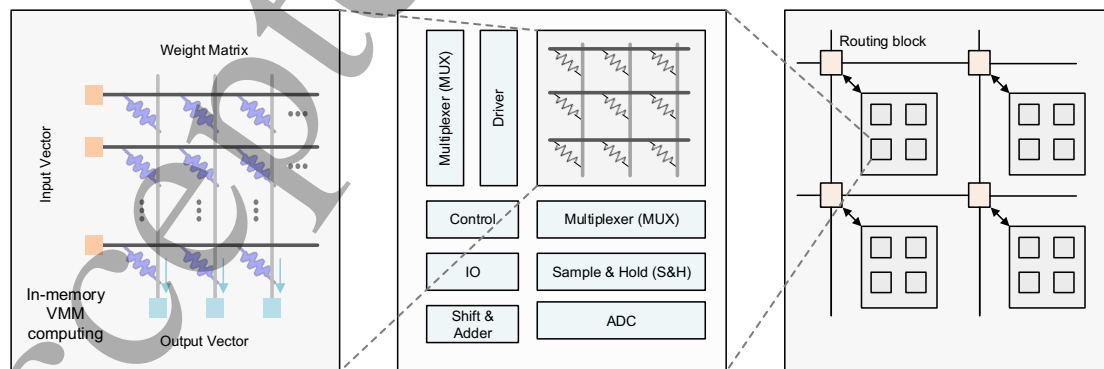 Weight Matrix
Input Vector
In-memory
VMM
computing
Output Vector
Multiplexer (MUX)
Driver
Control
Multiplexer (MUX)
IO
Sample & Hold (S&H)
Shift &
Adder
ADC
Routing block